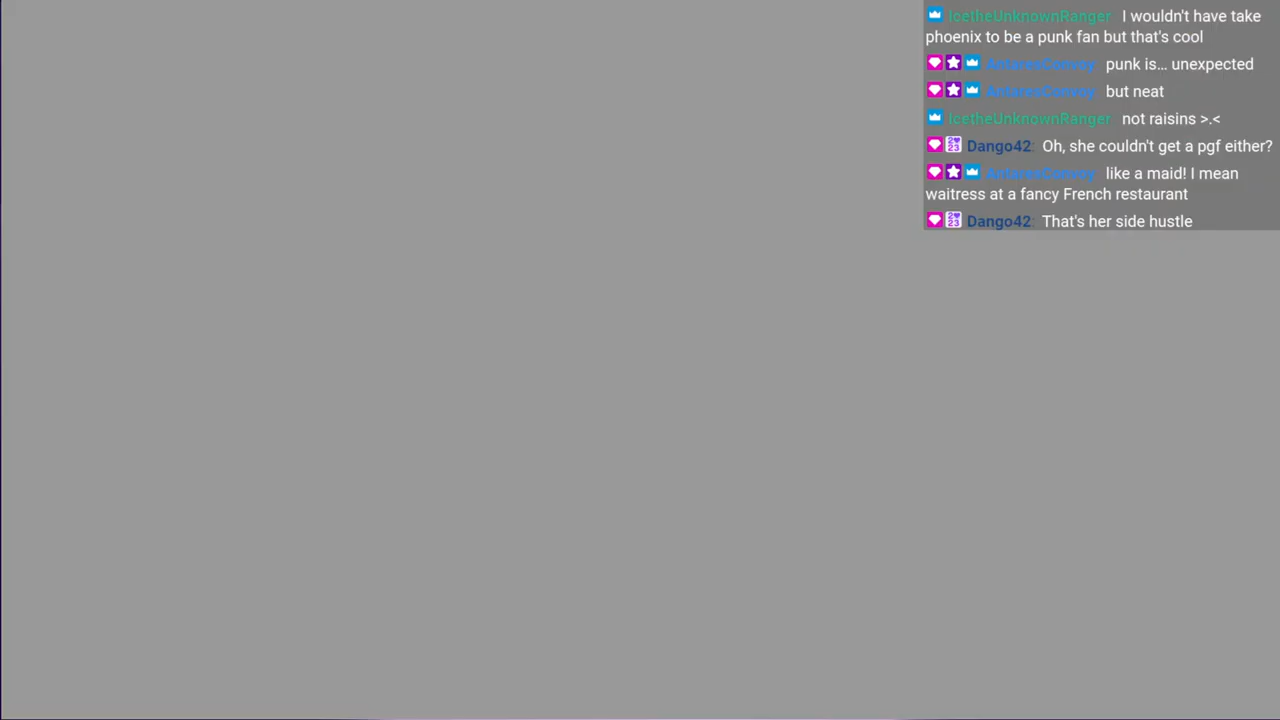 IcetheUnknownRanger: I wouldn't have take
phoenix to be a punk fan but that's cool
AntaresConvoy: punk is... unexpected
AntaresConvoy: but neat
IcetheUnknownRanger: not raisins >.<
Dango42: Oh, she couldn't get a pgf either?
AntaresConvoy: like a maid! I mean
waitress at a fancy French restaurant
Dango42: That's her side hustle